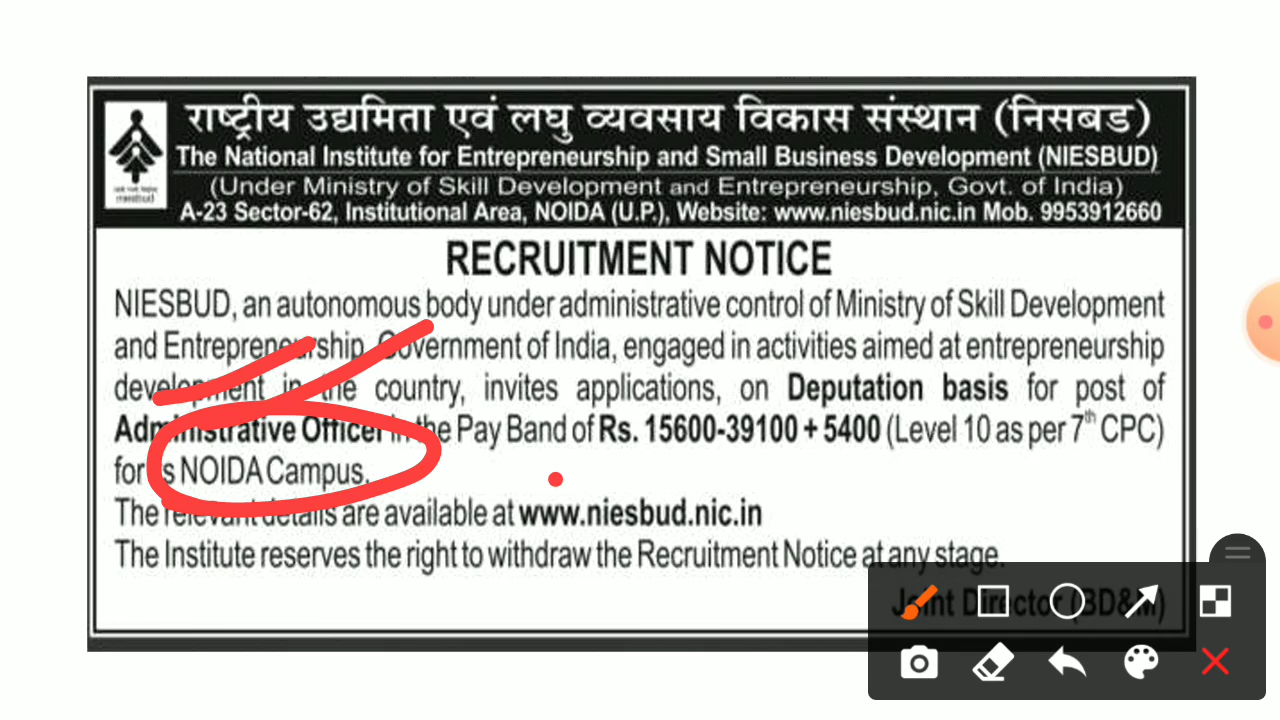 राष्ट्रीय उद्यमिता एवं लघु व्यवसाय विकास संस्थान (निसबड)
The National Institute for Entrepreneurship and Small Business Development (NIESBUD)
(Under Ministry of Skill Development and Entrepreneurship, Govt. of India)
A-23 Sector-62, Institutional Area, NOIDA (U.P.), Website: www.niesbud.nic.in Mob. 9953912660
RECRUITMENT NOTICE
NIESBUD, an autonomous body under administrative control of Ministry of Skill Development
and Entrepreneurship, Government of India, engaged in activities aimed at entrepreneurship
development in the country, invites applications, on Deputation basis for post of
Administrative Officer in the Pay Band of Rs. 15600-39100 + 5400 (Level 10 as per 7th CPC)
for its NOIDA Campus.
The relevant details are available at www.niesbud.nic.in
The Institute reserves the right to withdraw the Recruitment Notice at any stage.
Joint Director (BD&M)